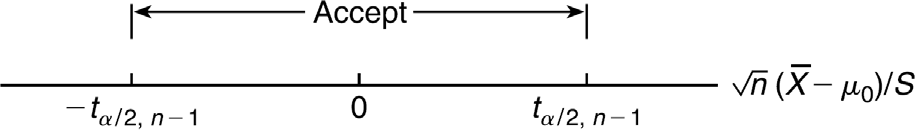 Accept
√n (X̅ − μ₀)/S
−t_{α/2, n−1}
0
t_{α/2, n−1}